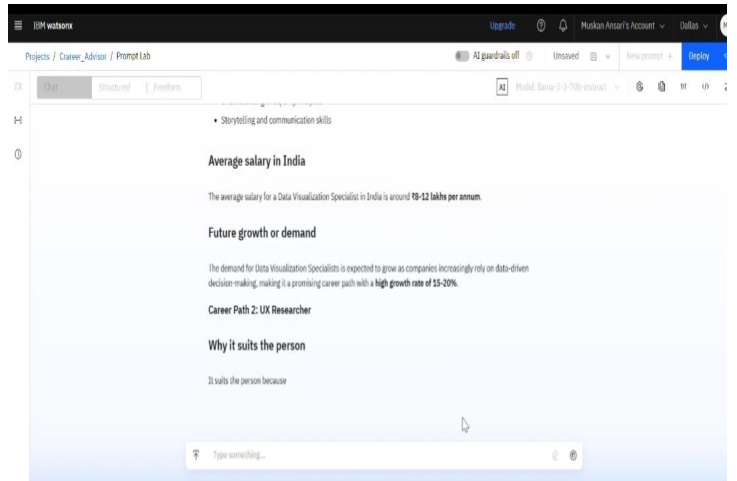 IBM watsonx
Upgrade
Muskan Ansari's Account
Dallas
Projects / Crareer_Advisor / Prompt Lab
AI guardrails off
Unsaved
New prompt +
Deploy
Chat
Structured
Freeform
AI
Model: llama-3-3-70b-instruct
• Storytelling and communication skills
Average salary in India
The average salary for a Data Visualization Specialist in India is around ₹8-12 lakhs per annum.
Future growth or demand
The demand for Data Visualization Specialists is expected to grow as companies increasingly rely on data-driven
decision-making, making it a promising career path with a high growth rate of 15-20%.
Career Path 2: UX Researcher
Why it suits the person
It suits the person because
Type something...